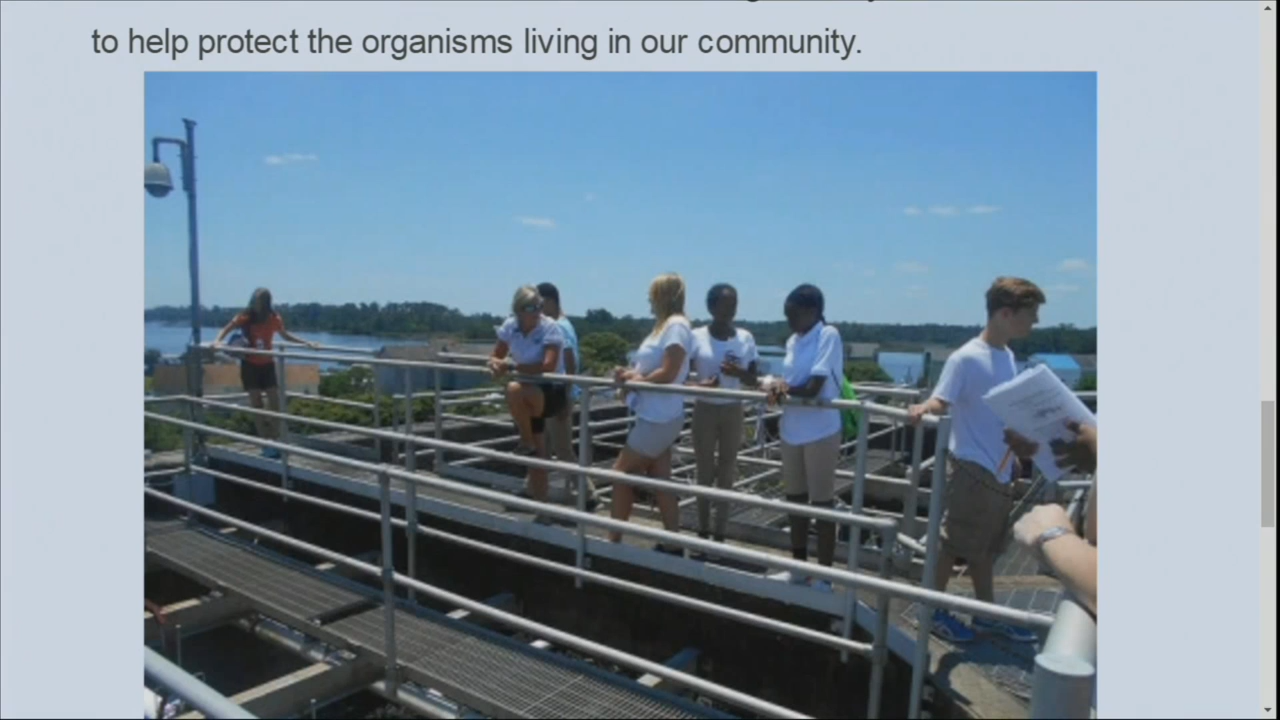 to help protect the organisms living in our community.